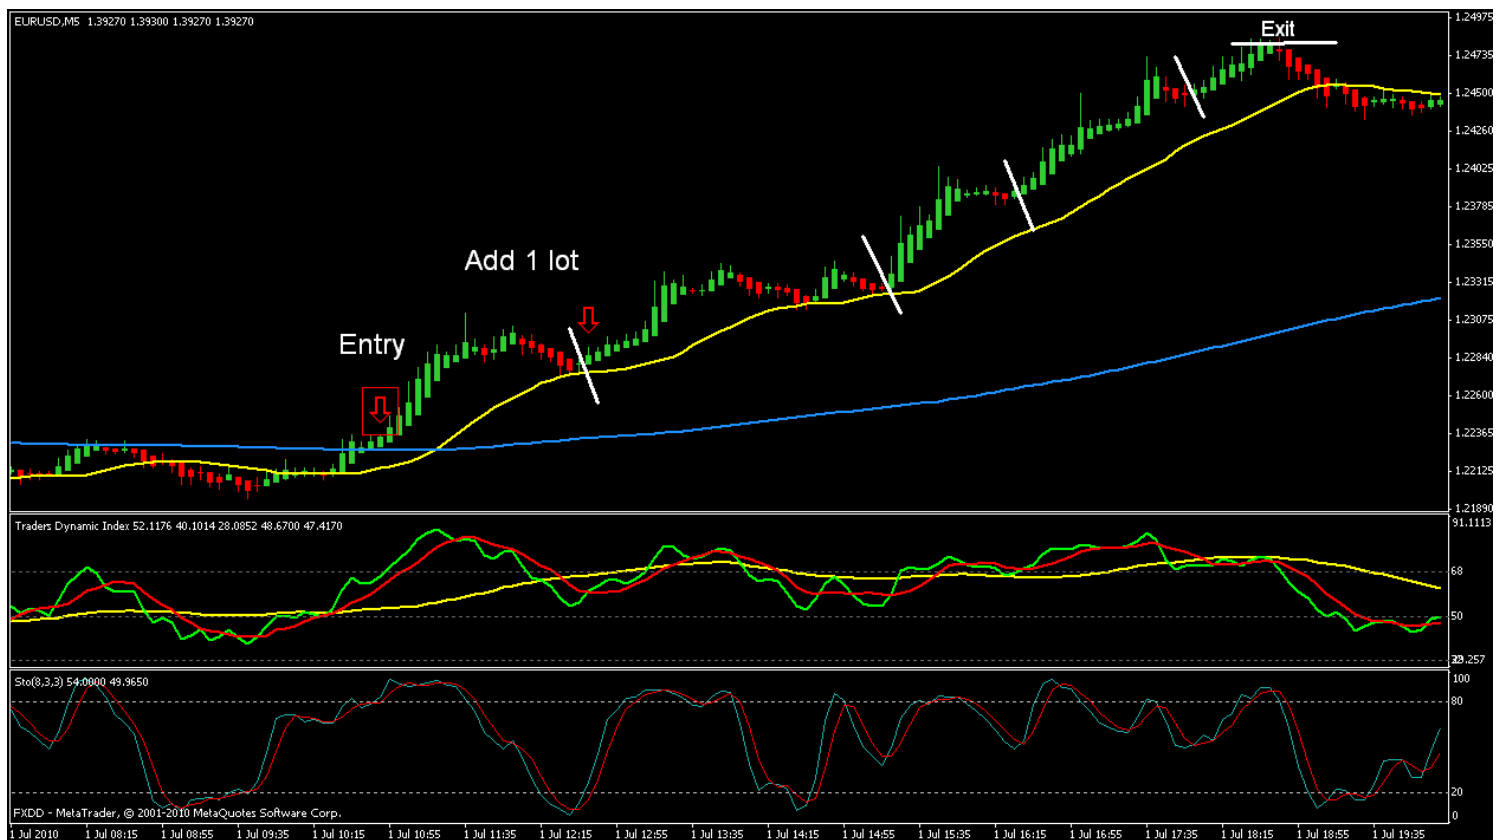 EURUSD,M5 1.39270 1.39300 1.39270 1.39270
Exit
Add 1 lot
Entry
1.24975
1.24735
1.24500
1.24260
1.24025
1.23785
1.23550
1.23315
1.23075
1.22840
1.22600
1.22365
1.22125
1.21890
Traders Dynamic Index 52.1176 40.1014 28.0852 48.6700 47.4170
91.1113
68
50
Sto(8,3,3) 54.0000 49.9650
100
80
20
0
FXDD - MetaTrader, © 2001-2010 MetaQuotes Software Corp.
1 Jul 2010 1 Jul 08:15 1 Jul 08:55 1 Jul 09:35 1 Jul 10:15 1 Jul 10:55 1 Jul 11:35 1 Jul 12:15 1 Jul 12:55 1 Jul 13:35 1 Jul 14:15 1 Jul 14:55 1 Jul 15:35 1 Jul 16:15 1 Jul 16:55 1 Jul 17:35 1 Jul 18:15 1 Jul 18:55 1 Jul 19:35